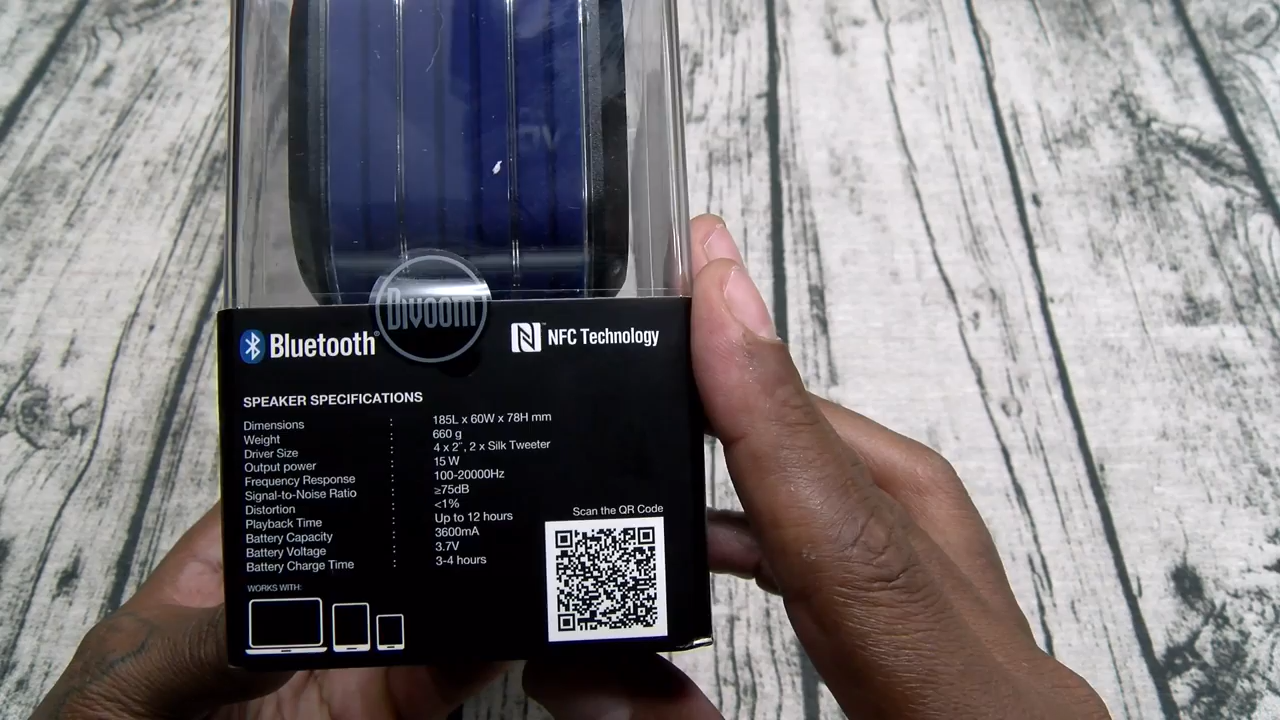 Divoom
Bluetooth®
NFC Technology
SPEAKER SPECIFICATIONS
Dimensions : 185L x 60W x 78H mm
Weight : 660 g
Driver Size : 4 x 2", 2 x Silk Tweeter
Output power : 15 W
Frequency Response : 100-20000Hz
Signal-to-Noise Ratio : ≥75dB
Distortion : <1%
Playback Time : Up to 12 hours
Battery Capacity : 3600mA
Battery Voltage : 3.7V
Battery Charge Time : 3-4 hours
Scan the QR Code
WORKS WITH: